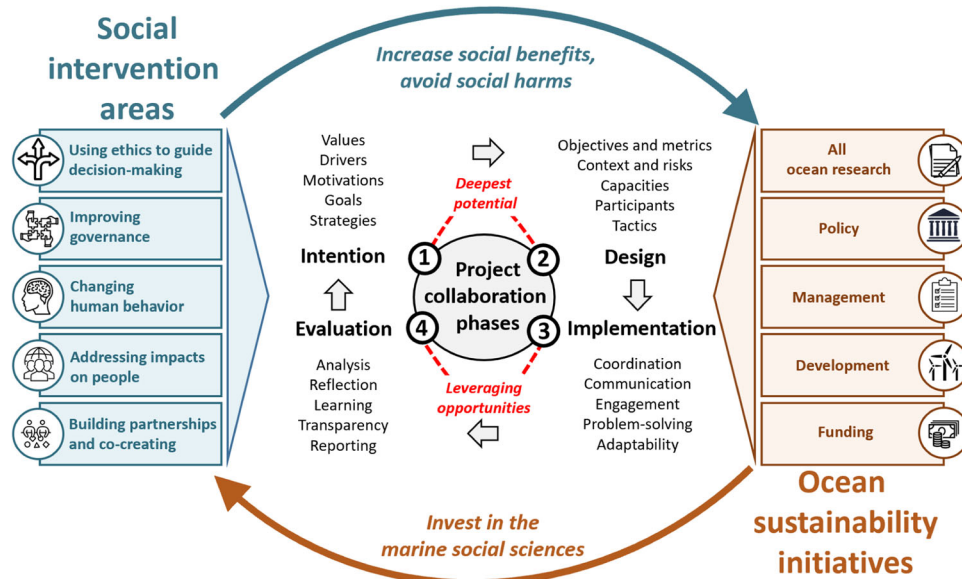 Social
intervention
areas
Increase social benefits,
avoid social harms
Using ethics to guide
decision-making
Improving
governance
Changing
human behavior
Addressing impacts
on people
Building partnerships
and co-creating
Values
Drivers
Motivations
Goals
Strategies
Intention
Deepest
potential
Objectives and metrics
Context and risks
Capacities
Participants
Tactics
Design
1
2
Project
collaboration
phases
4
3
Evaluation
Analysis
Reflection
Learning
Transparency
Reporting
Leveraging
opportunities
Implementation
Coordination
Communication
Engagement
Problem-solving
Adaptability
All
ocean research
Policy
Management
Development
Funding
Invest in the
marine social sciences
Ocean
sustainability
initiatives